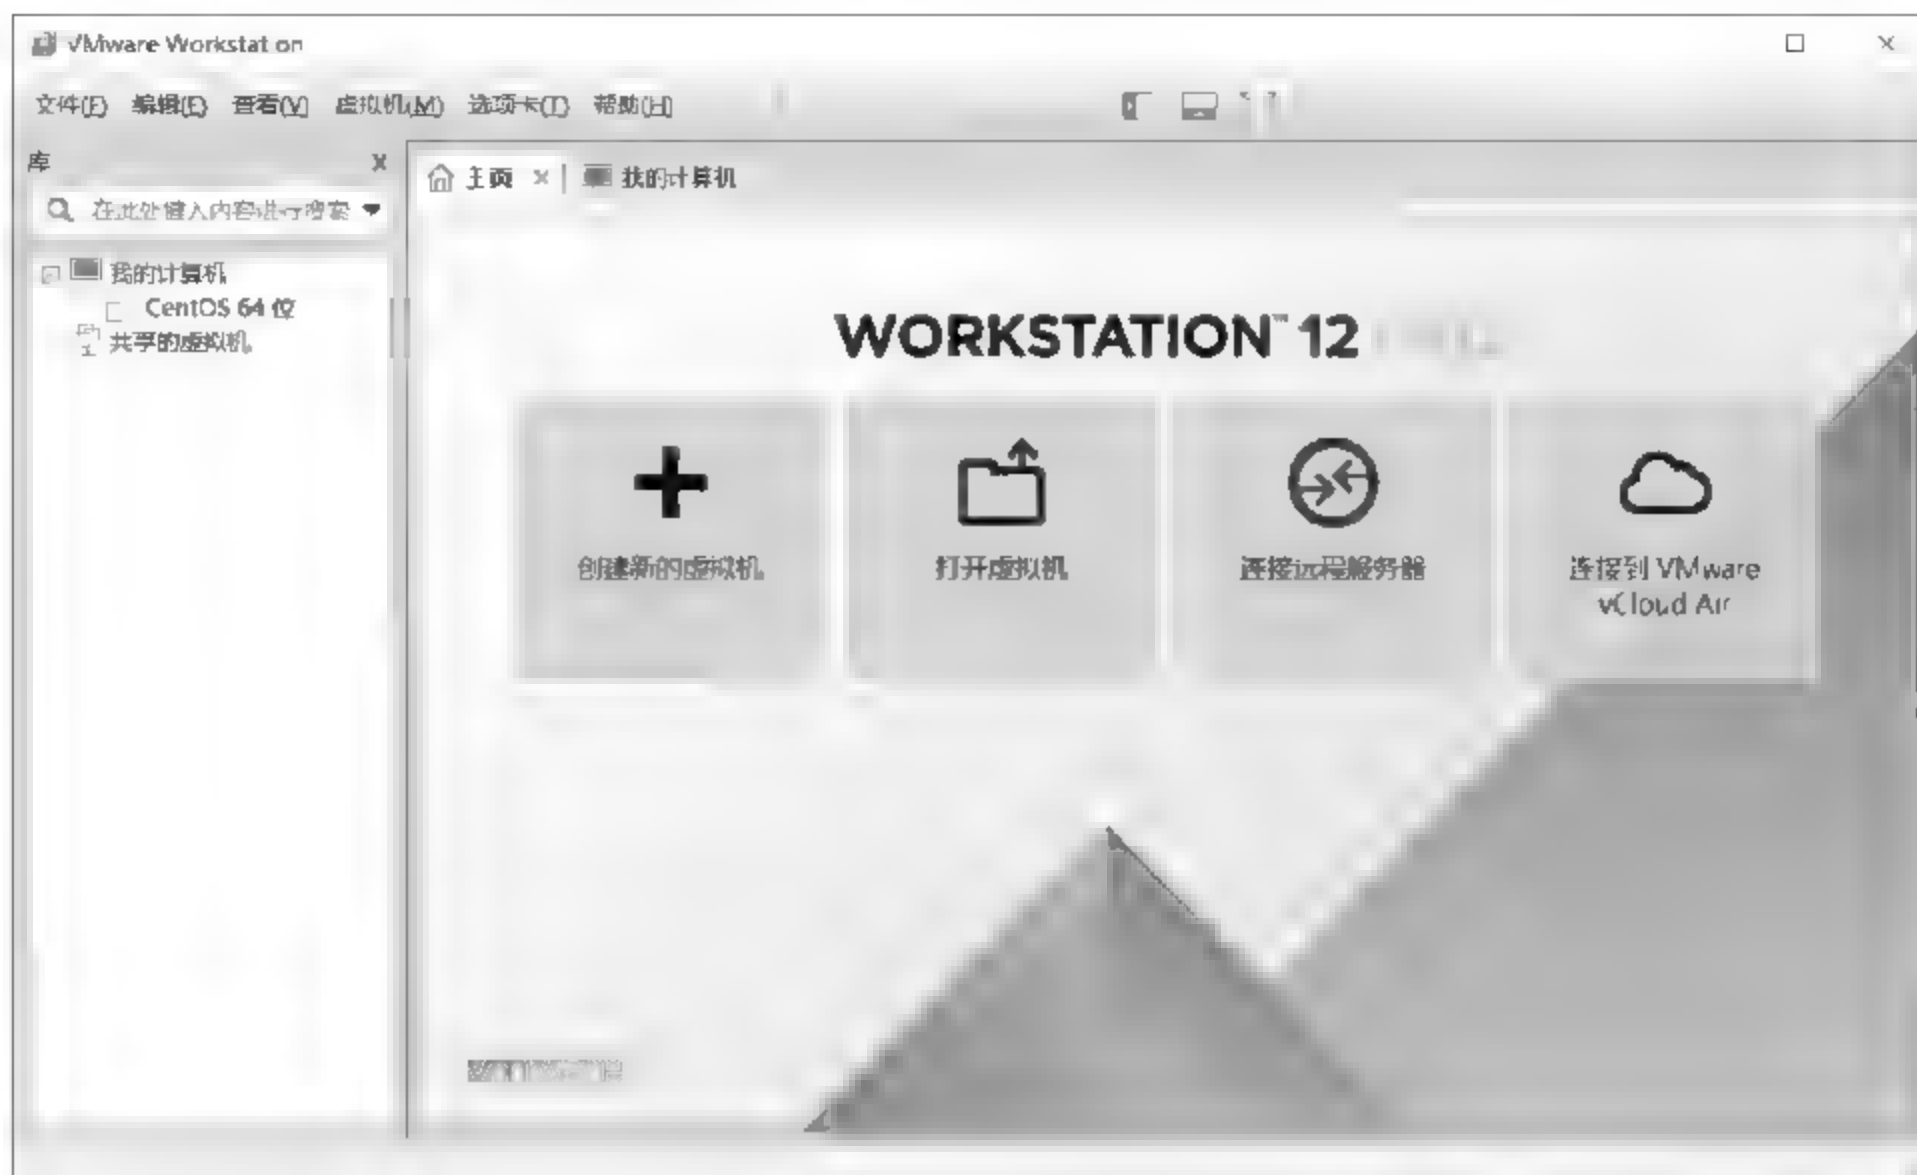 VMware Workstation
文件(F) 编辑(E) 查看(V) 虚拟机(M) 选项卡(T) 帮助(H)
库
在此处键入内容进行搜索
我的计算机
CentOS 64 位
共享的虚拟机
主页 我的计算机
WORKSTATION™ 12
创建新的虚拟机
打开虚拟机
连接远程服务器
连接到 VMware
vCloud Air